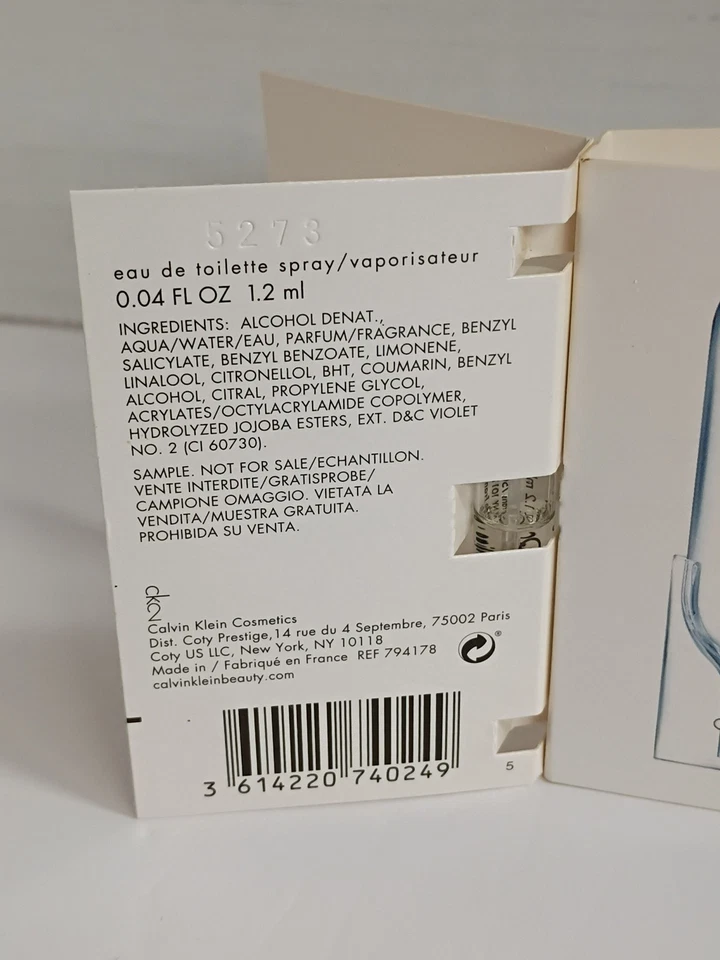 5273
eau de toilette spray/vaporisateur
0.04 FL OZ 1.2 ml
INGREDIENTS: ALCOHOL DENAT.,
AQUA/WATER/EAU, PARFUM/FRAGRANCE, BENZYL
SALICYLATE, BENZYL BENZOATE, LIMONENE,
LINALOOL, CITRONELLOL, BHT, COUMARIN, BENZYL
ALCOHOL, CITRAL, PROPYLENE GLYCOL,
ACRYLATES/OCTYLACRYLAMIDE COPOLYMER,
HYDROLYZED JOJOBA ESTERS, EXT. D&C VIOLET
NO. 2 (CI 60730).
SAMPLE. NOT FOR SALE/ECHANTILLON.
VENTE INTERDITE/GRATISPROBE/
CAMPIONE OMAGGIO. VIETATA LA
VENDITA/MUESTRA GRATUITA.
PROHIBIDA SU VENTA.
ck2
Calvin Klein Cosmetics
Dist. Coty Prestige, 14 rue du 4 Septembre, 75002 Paris
Coty US LLC, New York, NY 10118
Made in / Fabriqué en France REF 794178
calvinkleinbeauty.com
3 614220 740249
5